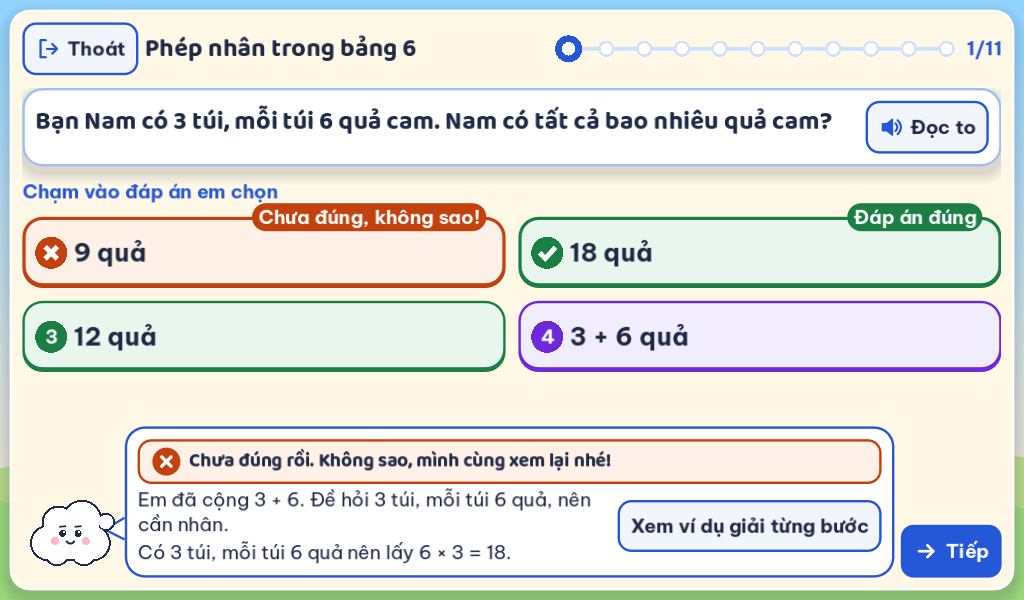 Thoát
Phép nhân trong bảng 6
1/11
Bạn Nam có 3 túi, mỗi túi 6 quả cam. Nam có tất cả bao nhiêu quả cam?
Đọc to
Chạm vào đáp án em chọn
Chưa đúng, không sao!
9 quả
Đáp án đúng
18 quả
3 12 quả
4 3 + 6 quả
Chưa đúng rồi. Không sao, mình cùng xem lại nhé!
Em đã cộng 3 + 6. Đề hỏi 3 túi, mỗi túi 6 quả, nên
cần nhân.
Có 3 túi, mỗi túi 6 quả nên lấy 6 × 3 = 18.
Xem ví dụ giải từng bước
Tiếp